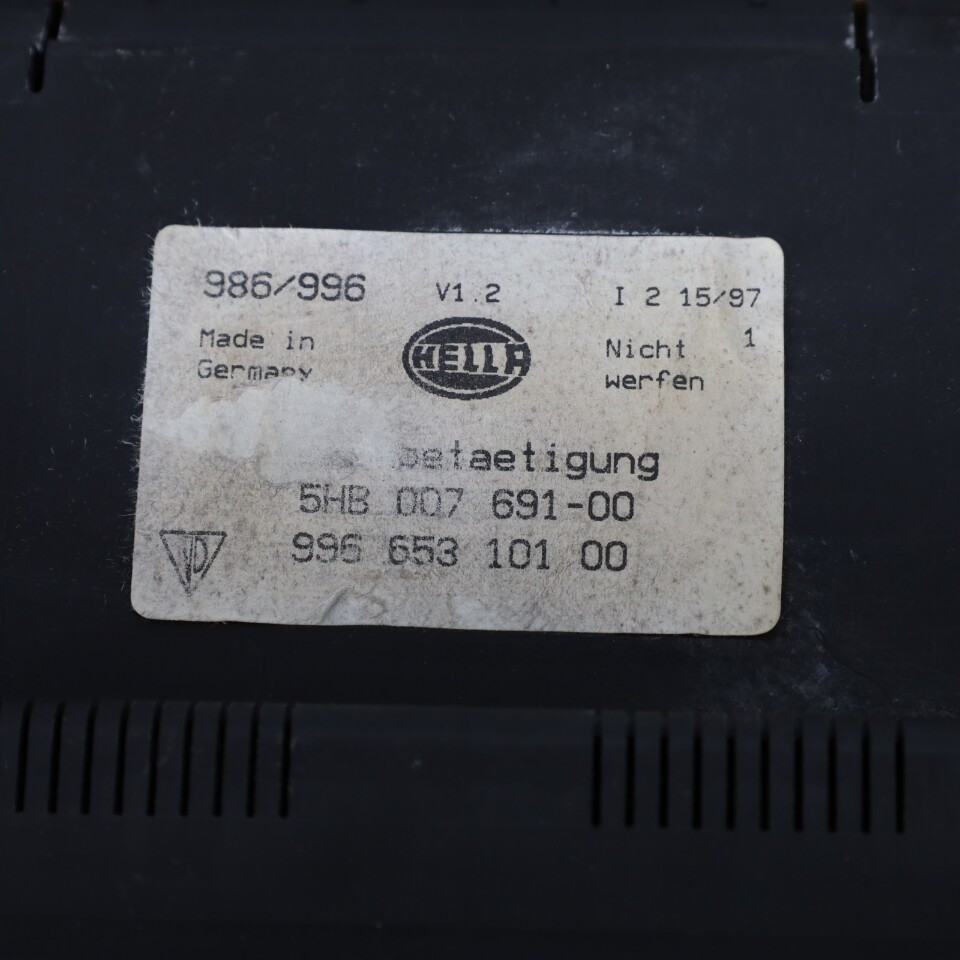 986/996 V1.2 I 2 15/97
Made in HELLA Nicht 1
Germany werfen
betaetigung
5HB 007 691-00
996 653 101 00